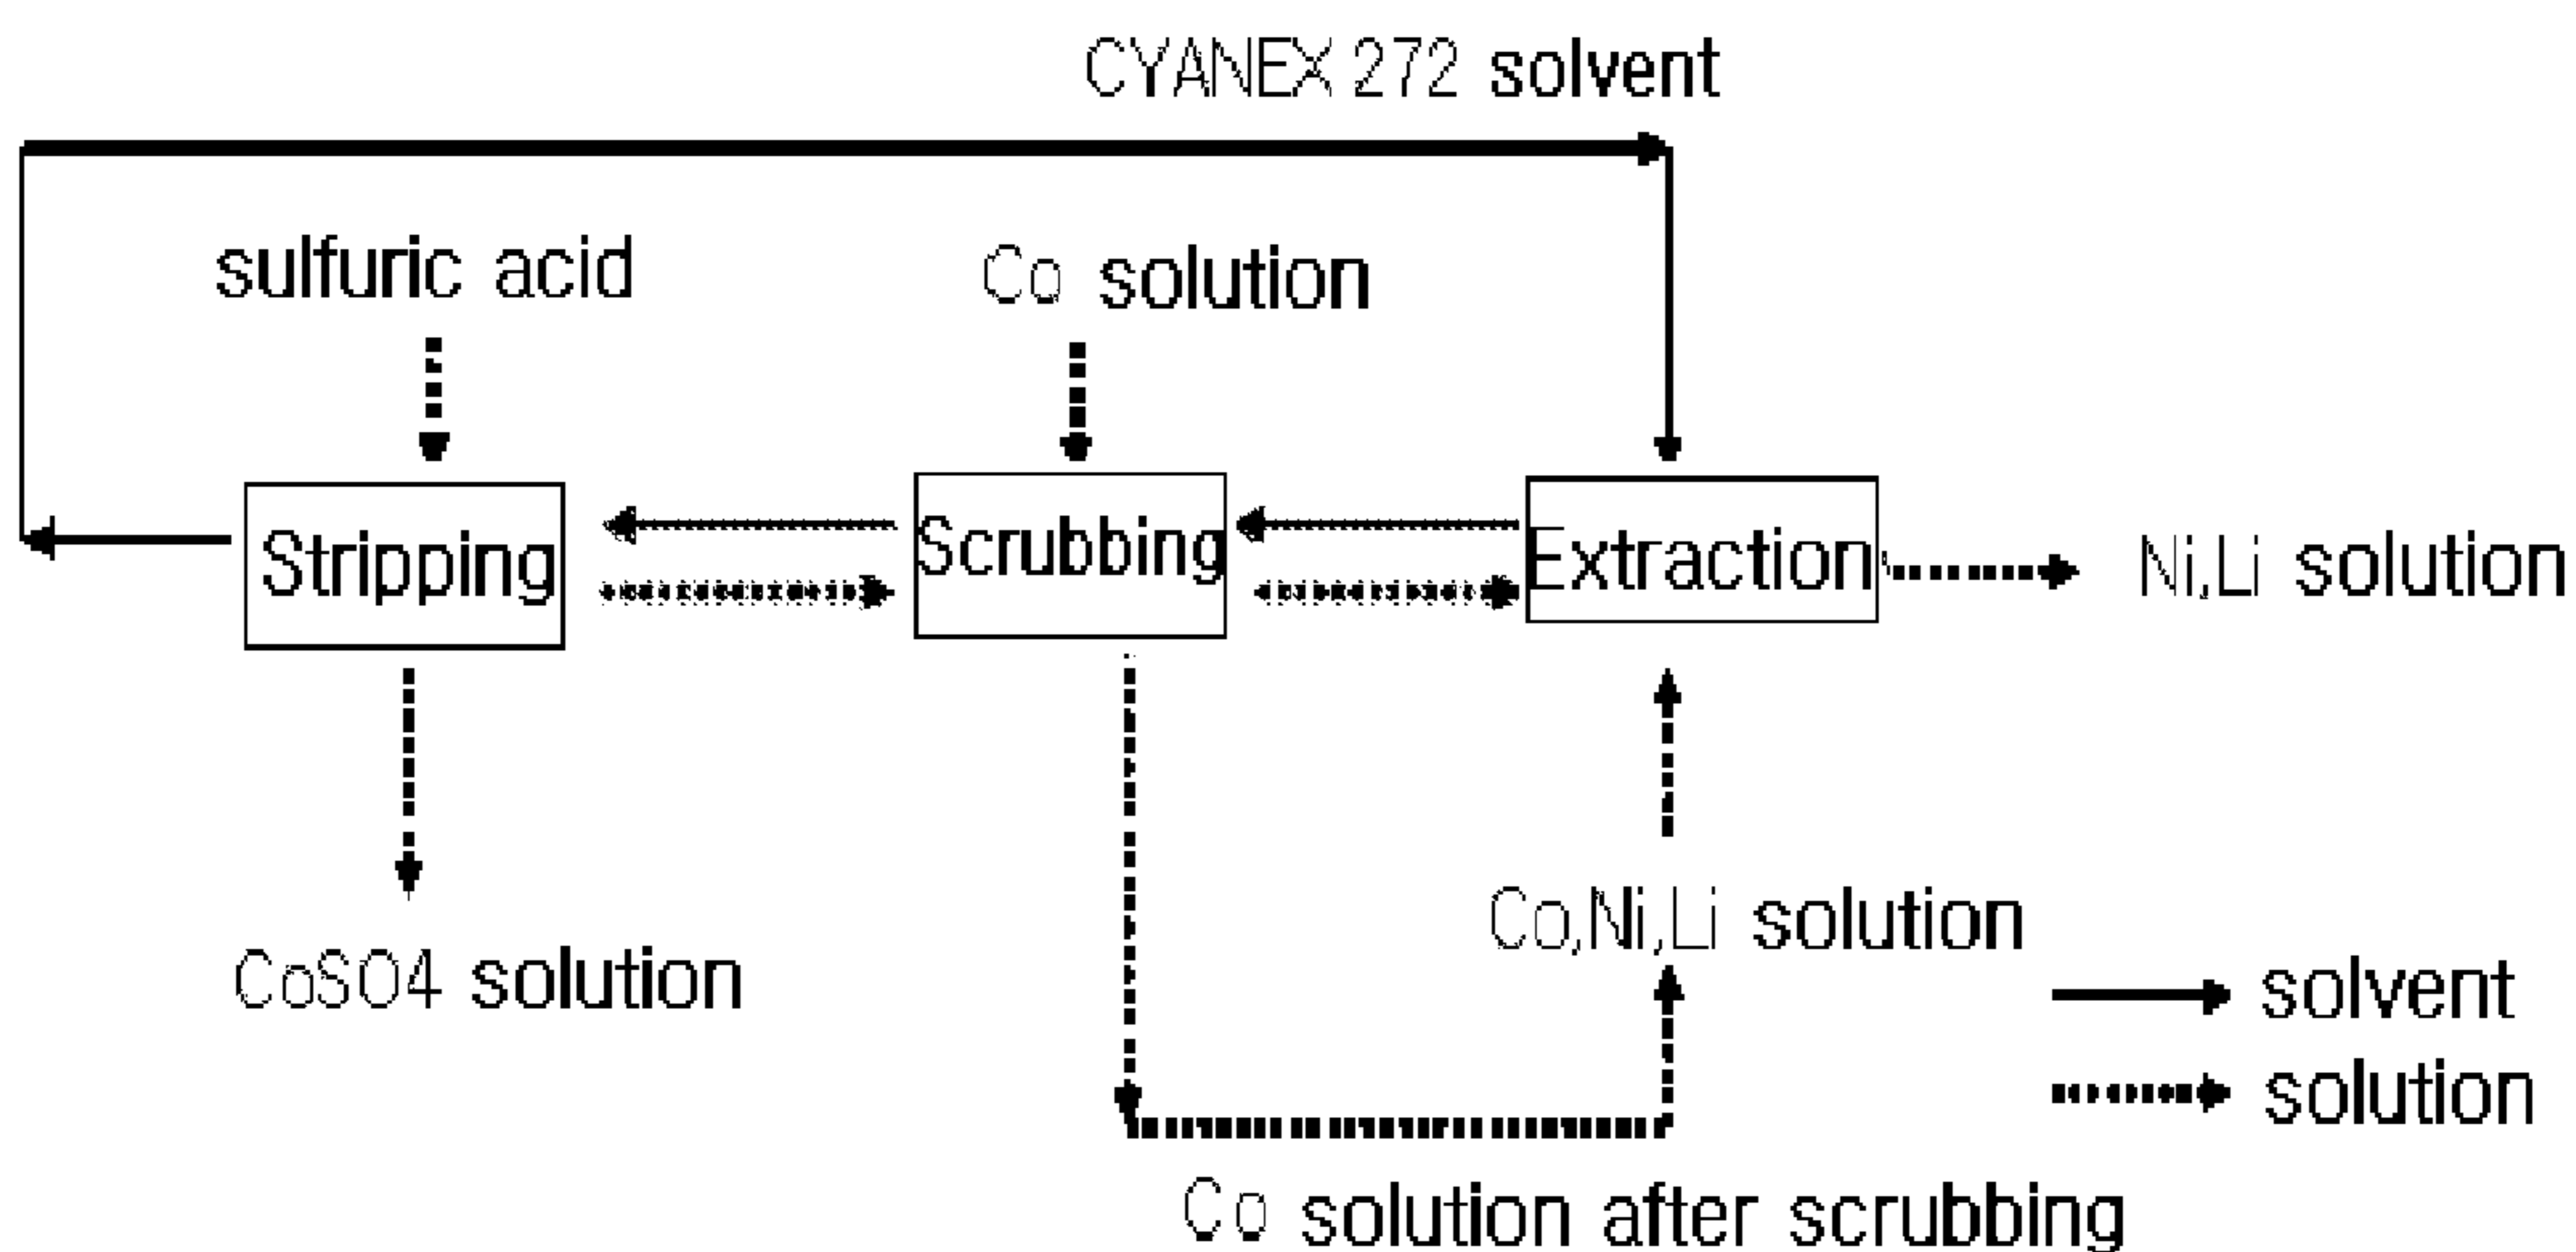 CYANEX 272 solvent
sulfuric acid
Co solution
Stripping
Scrubbing
Extraction
Ni,Li solution
Co,Ni,Li solution
CoSO4 solution
solvent
solution
Co solution after scrubbing